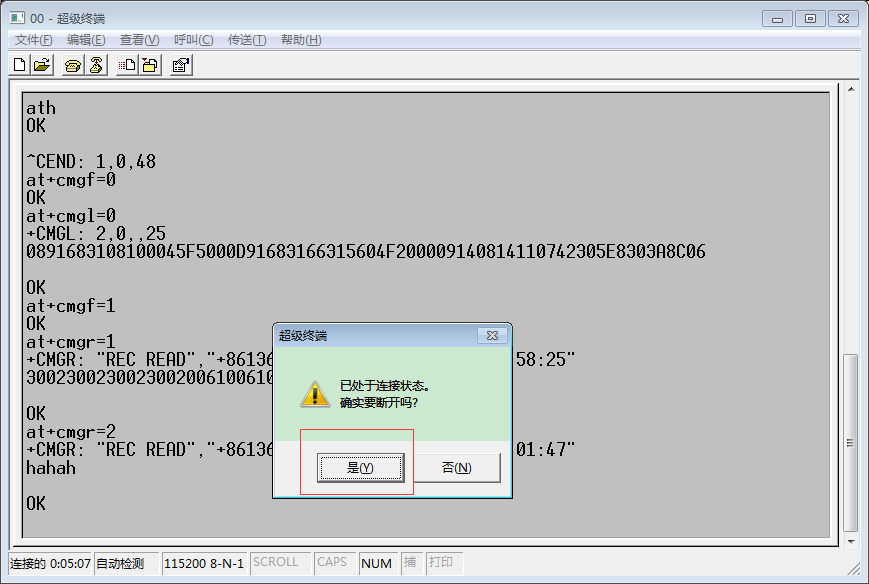 00 - 超级终端
文件(F) 编辑(E) 查看(V) 呼叫(C) 传送(T) 帮助(H)
ath
OK
^CEND: 1,0,48
at+cmgf=0
OK
at+cmgl=0
+CMGL: 2,0,,25
0891683108100045F5000D91683166315604F200009140814110742305E8303A8C06
OK
at+cmgf=1
OK
at+cmgr=1
+CMGR: "REC READ","+86136
58:25"
300230023002300200610061
OK
at+cmgr=2
+CMGR: "REC READ","+86136
01:47"
hahah
OK
超级终端
已处于连接状态。
确实要断开吗?
是(Y) 否(N)
连接的 0:05:07 自动检测 115200 8-N-1 SCROLL CAPS NUM 捕 打印